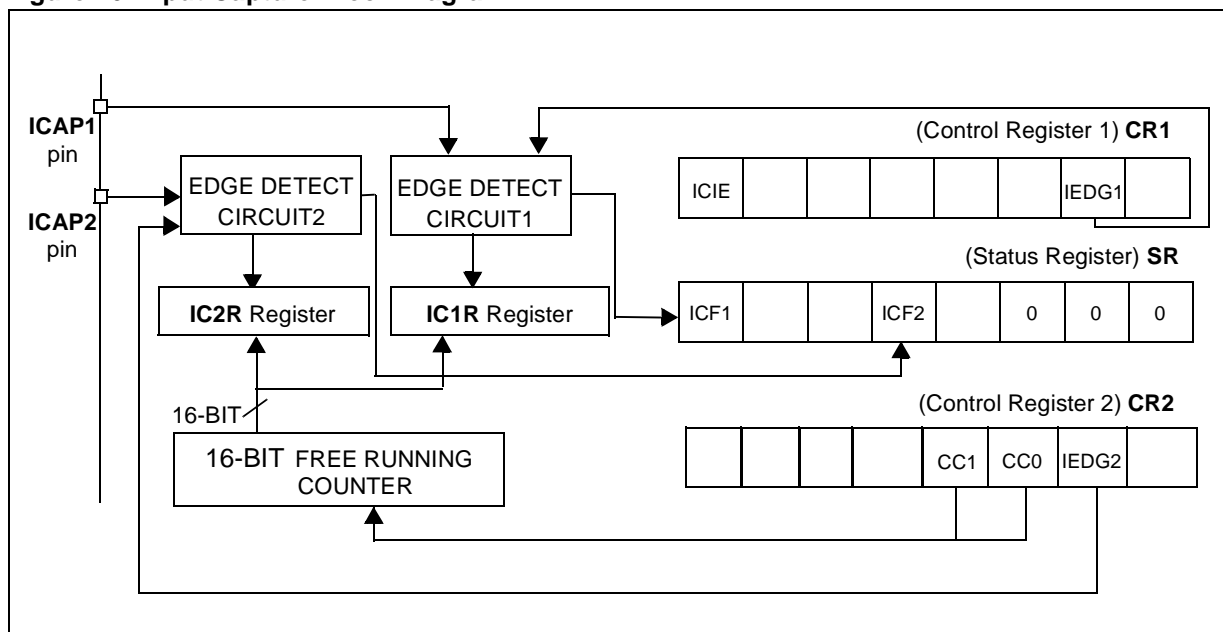 ICAP1
pin
ICAP2
pin
EDGE DETECT
CIRCUIT2
EDGE DETECT
CIRCUIT1
IC2R Register
IC1R Register
16-BIT
16-BIT FREE RUNNING
COUNTER
(Control Register 1) CR1
ICIE IEDG1
(Status Register) SR
ICF1 ICF2 0 0 0
(Control Register 2) CR2
CC1 CC0 IEDG2